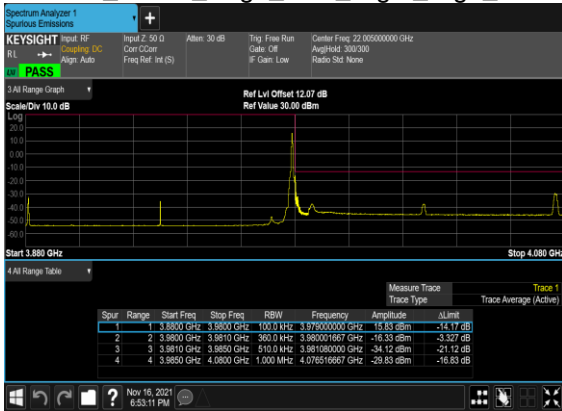 Spectrum Analyzer 1
Spurious Emissions
KEYSIGHT Input: RF Input Z: 50 Ω Atten: 30 dB Trig: Free Run Center Freq: 22.005000000 GHz
RL Coupling: DC Corr CCorr Gate: Off Avg|Hold: 300/300
Align: Auto Freq Ref: Int (S) IF Gain: Low Radio Std: None
PASS
3 All Range Graph
Ref Lvl Offset 12.07 dB
Scale/Div 10.0 dB Ref Value 30.00 dBm
Log
20.0
10.0
0.00
-10.0
-20.0
-30.0
-40.0
-50.0
-60.0
Start 3.880 GHz Stop 4.080 GHz
4 All Range Table
Measure Trace Trace 1
Trace Type Trace Average (Active)
Spur Range Start Freq Stop Freq RBW Frequency Amplitude ΔLimit
1 1 3.8800 GHz 3.9800 GHz 100.0 kHz 3.979000000 GHz 15.83 dBm -14.17 dB
2 2 3.9800 GHz 3.9810 GHz 360.0 kHz 3.980001667 GHz -16.33 dBm -3.327 dB
3 3 3.9810 GHz 3.9850 GHz 510.0 kHz 3.981080000 GHz -34.12 dBm -21.12 dB
4 4 3.9850 GHz 4.0800 GHz 1.000 MHz 4.076516667 GHz -29.83 dBm -16.83 dB
Nov 16, 2021
6:53:11 PM